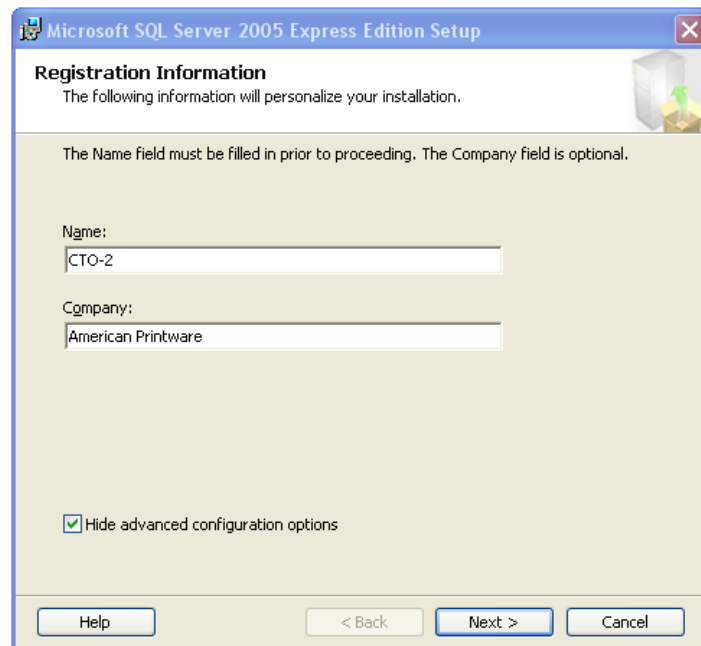 Microsoft SQL Server 2005 Express Edition Setup
Registration Information
The following information will personalize your installation.
The Name field must be filled in prior to proceeding. The Company field is optional.
Name:
CTO-2
Company:
American Printware
Hide advanced configuration options
Help
< Back
Next >
Cancel